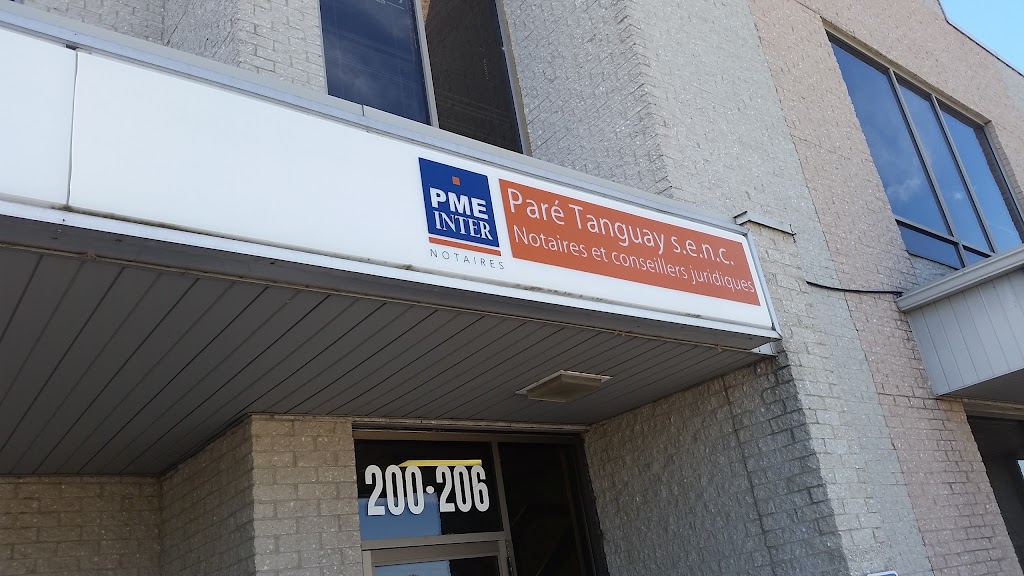 PME
INTER
NOTAIRES
Paré Tanguay s.e.n.c.
Notaires et conseillers juridiques
200·206